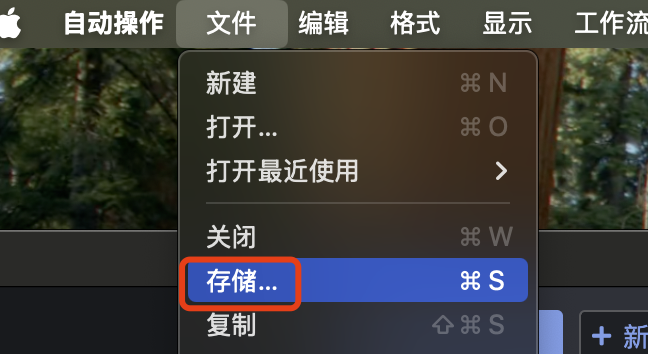 自动操作 文件 编辑 格式 显示 工作流
新建 ⌘ N
打开... ⌘ O
打开最近使用
关闭 ⌘ W
存储... ⌘ S
复制 ⇧ ⌘ S
+ 新